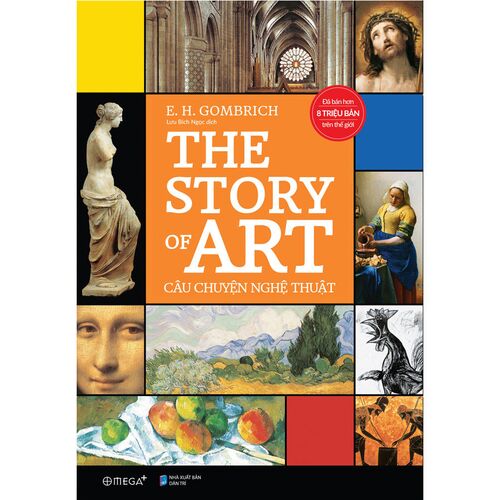 E. H. GOMBRICH
Lưu Bích Ngọc dịch
Đã bán hơn
8 TRIỆU BẢN
trên thế giới
THE
STORY
OF ART
CÂU CHUYỆN NGHỆ THUẬT
OMEGA+
NHÀ XUẤT BẢN
DÂN TRÍ